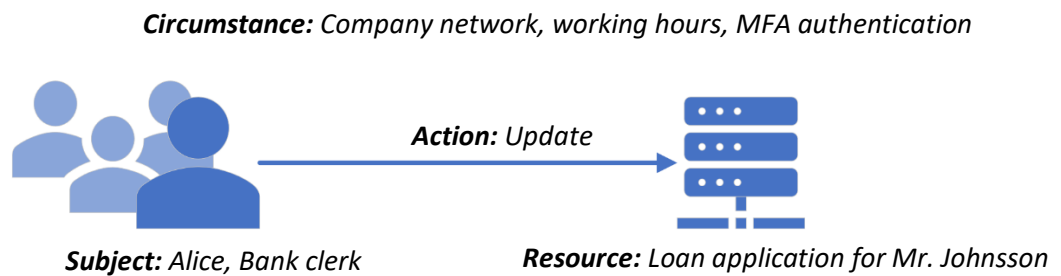 Circumstance: Company network, working hours, MFA authentication
Action: Update
Subject: Alice, Bank clerk
Resource: Loan application for Mr. Johnsson